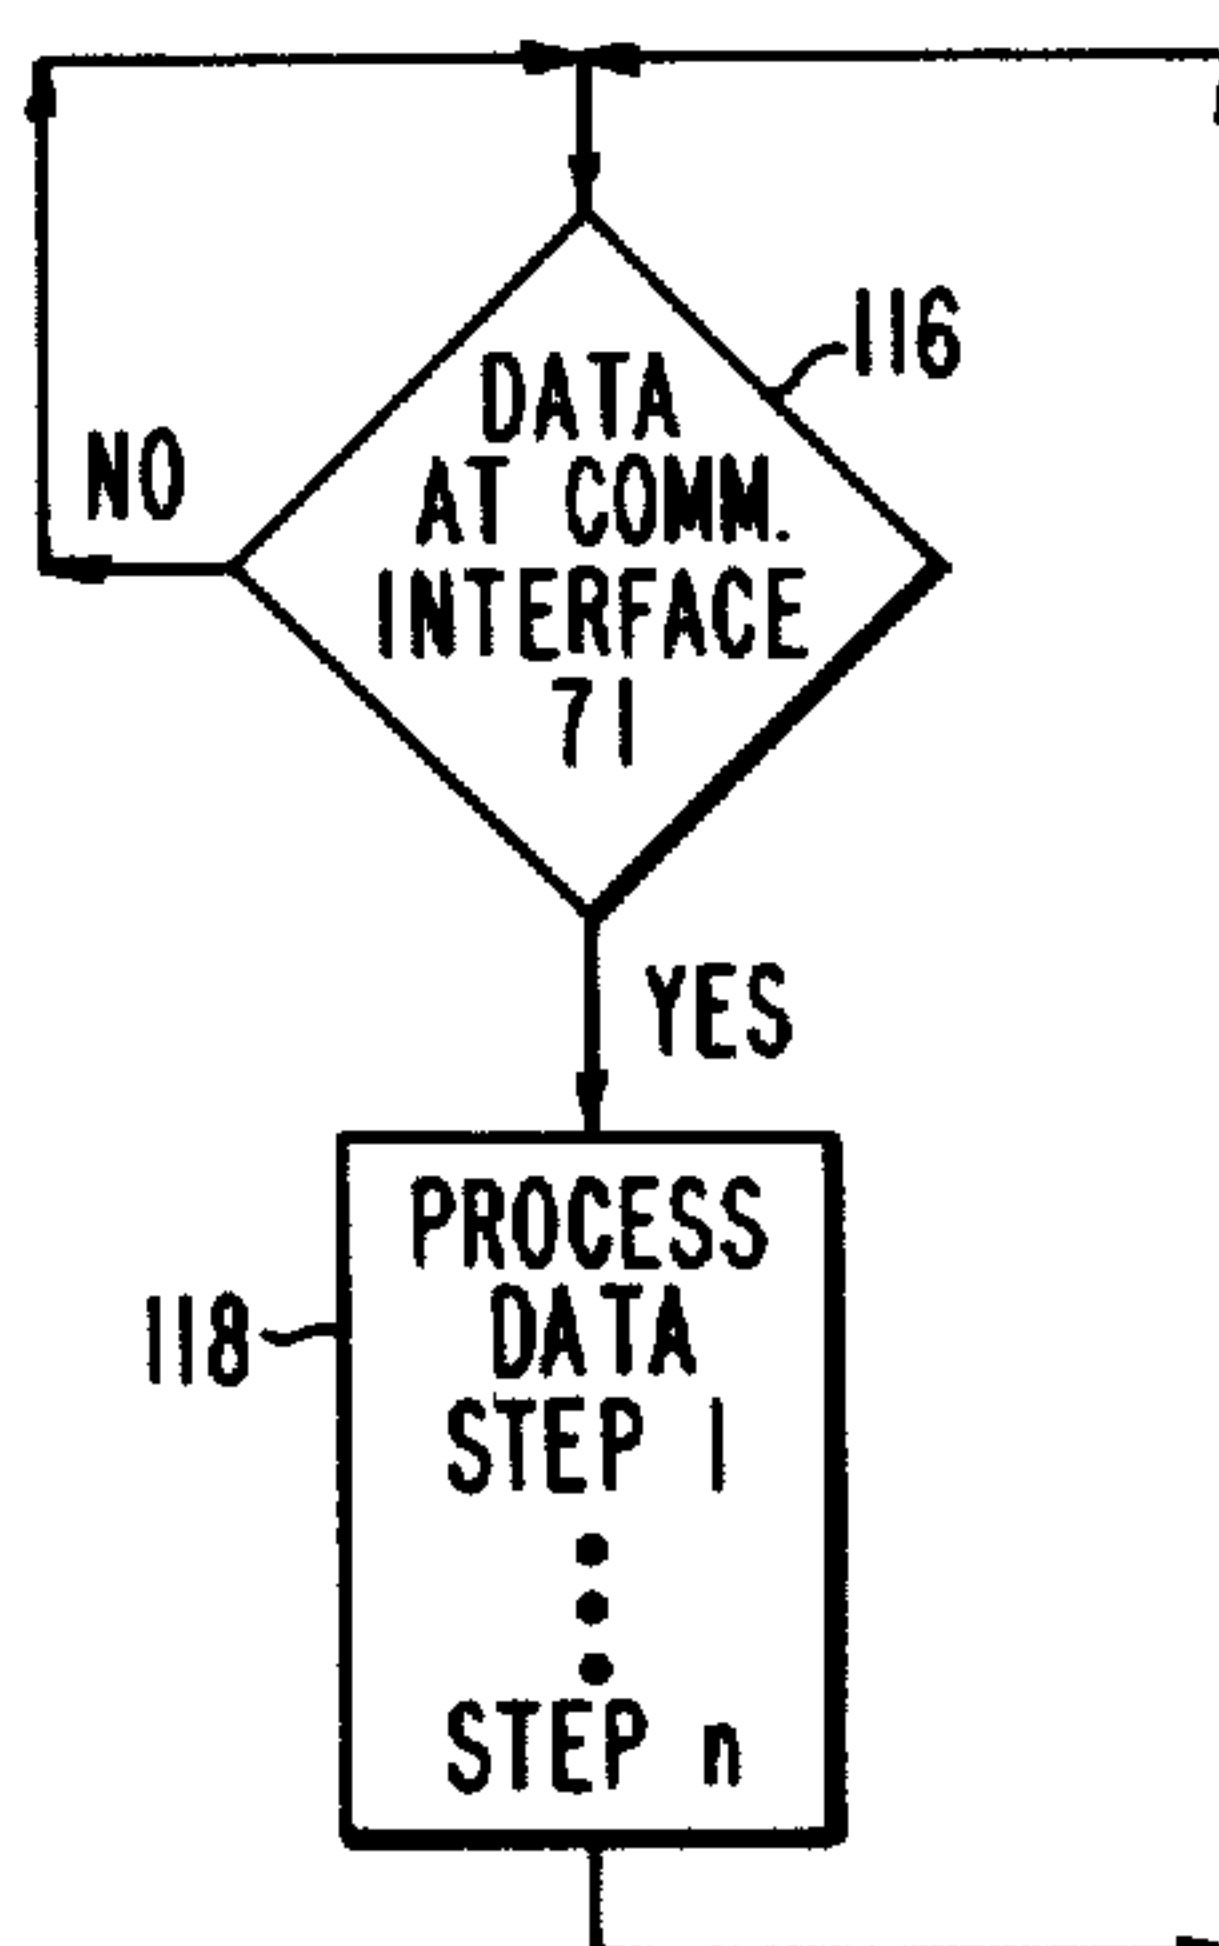 116
DATA
AT COMM.
INTERFACE
71
NO
YES
118
PROCESS
DATA
STEP 1
STEP n